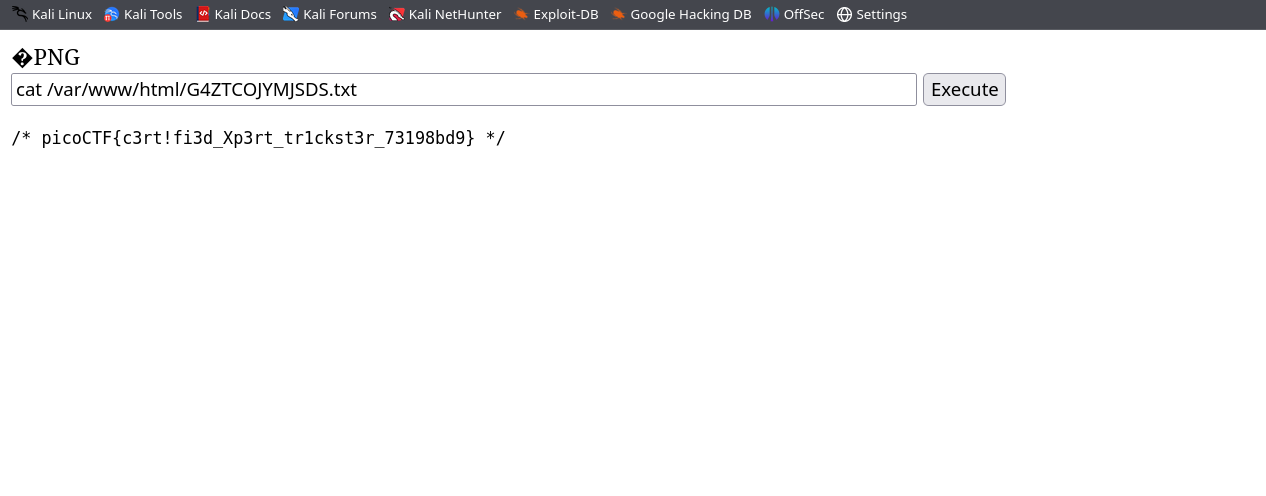 Kali Linux Kali Tools Kali Docs Kali Forums Kali NetHunter Exploit-DB Google Hacking DB OffSec Settings
�PNG
cat /var/www/html/G4ZTCOJYMJSDS.txt Execute
/* picoCTF{c3rt!fi3d_Xp3rt_tr1ckst3r_73198bd9} */